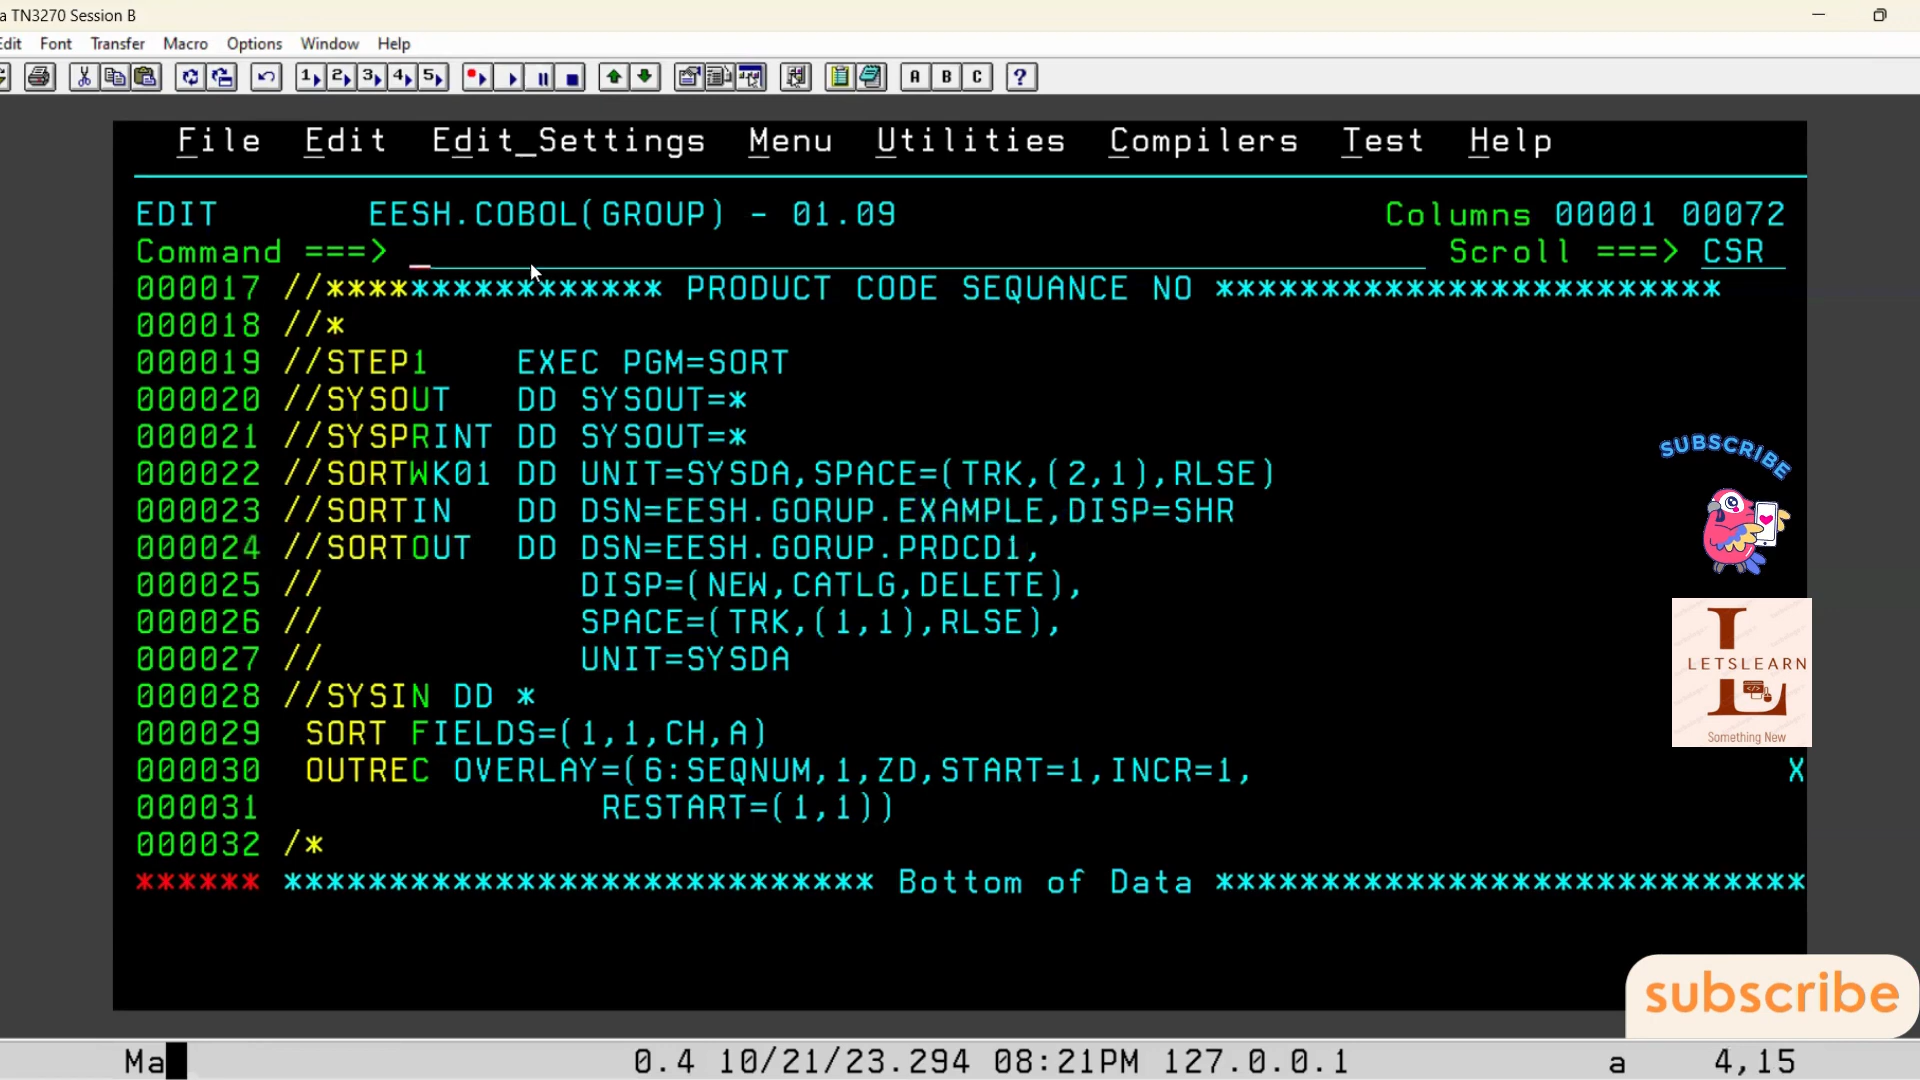 a TN3270 Session B
Edit Font Transfer Macro Options Window Help
1 2 3 4 5 A B C ?
File Edit Edit_Settings Menu Utilities Compilers Test Help
EDIT EESH.COBOL(GROUP) - 01.09 Columns 00001 00072
Command ===> _ Scroll ===> CSR
000017 //**************** PRODUCT CODE SEQUANCE NO ************************
000018 //*
000019 //STEP1 EXEC PGM=SORT
000020 //SYSOUT DD SYSOUT=*
000021 //SYSPRINT DD SYSOUT=*
000022 //SORTWK01 DD UNIT=SYSDA,SPACE=(TRK,(2,1),RLSE)
000023 //SORTIN DD DSN=EESH.GORUP.EXAMPLE,DISP=SHR
000024 //SORTOUT DD DSN=EESH.GORUP.PRDCD1,
000025 // DISP=(NEW,CATLG,DELETE),
000026 // SPACE=(TRK,(1,1),RLSE),
000027 // UNIT=SYSDA
000028 //SYSIN DD *
000029 SORT FIELDS=(1,1,CH,A)
000030 OUTREC OVERLAY=(6:SEQNUM,1,ZD,START=1,INCR=1, X
000031 RESTART=(1,1))
000032 /*
****** **************************** Bottom of Data ****************************
SUBSCRIBE
L
LETSLEARN
L
Something New
subscribe
Ma 0.4 10/21/23.294 08:21PM 127.0.0.1 a 4,15